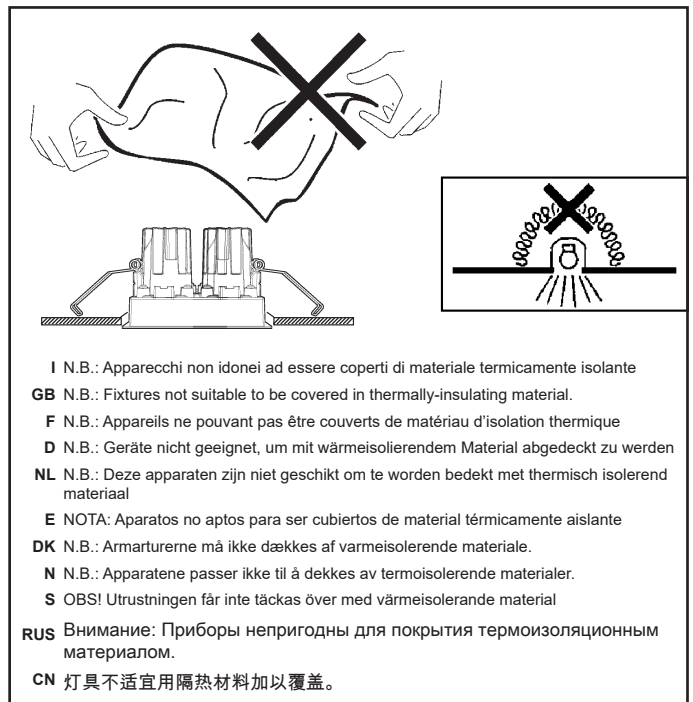 I N.B.: Apparecchi non idonei ad essere coperti di materiale termicamente isolante
GB N.B.: Fixtures not suitable to be covered in thermally-insulating material.
F N.B.: Appareils ne pouvant pas être couverts de matériau d'isolation thermique
D N.B.: Geräte nicht geeignet, um mit wärmeisolierendem Material abgedeckt zu werden
NL N.B.: Deze apparaten zijn niet geschikt om te worden bedekt met thermisch isolerend
materiaal
E NOTA: Aparatos no aptos para ser cubiertos de material térmicamente aislante
DK N.B.: Armarturerne må ikke dækkes af varmeisolerende materiale.
N N.B.: Apparatene passer ikke til å dekkes av termoisolerende materialer.
S OBS! Utrustningen får inte täckas över med värmeisolerande material
RUS Внимание: Приборы непригодны для покрытия термоизоляционным
материалом.
CN 灯具不适宜用隔热材料加以覆盖。